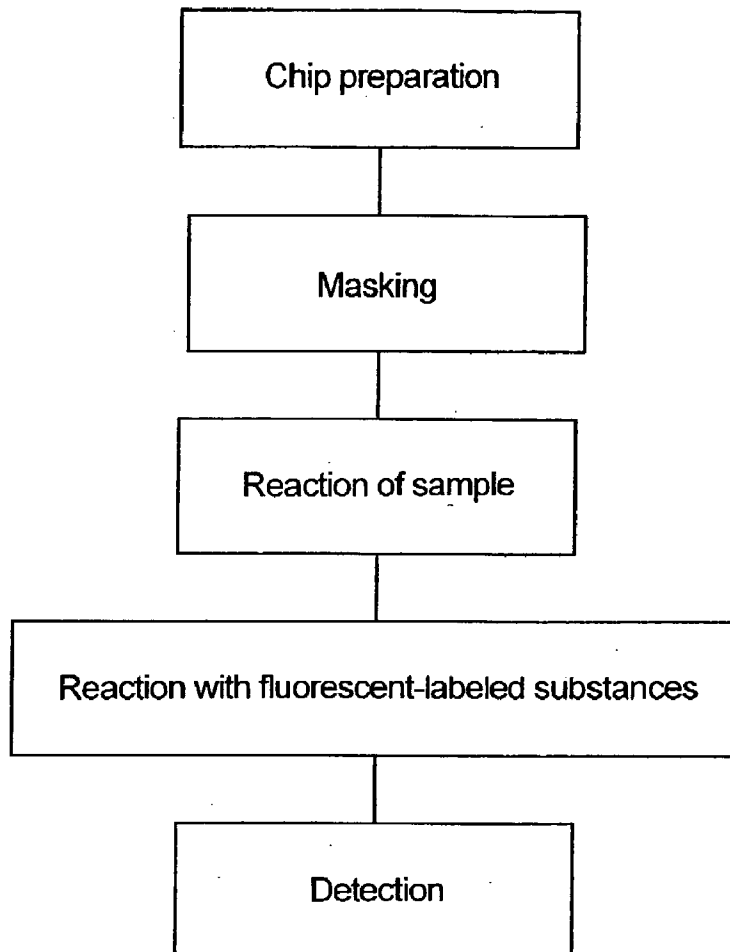 Chip preparation
Masking
Reaction of sample
Reaction with fluorescent-labeled substances
Detection